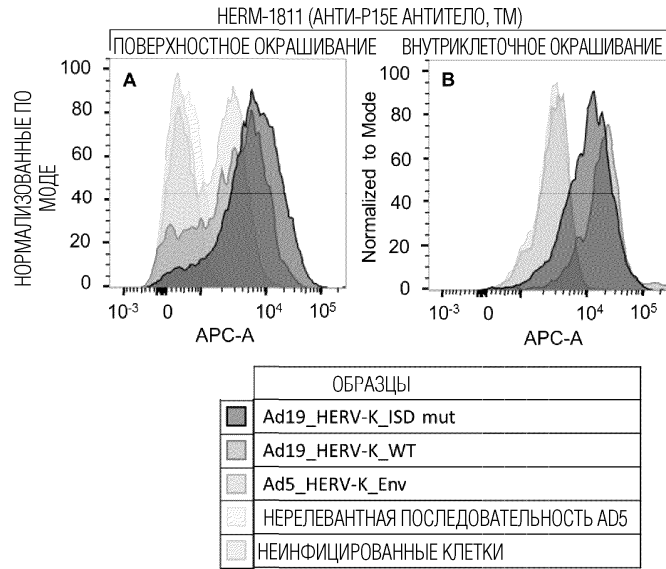 HERM-1811 (АНТИ-P15E АНТИТЕЛО, ТМ)
ПОВЕРХНОСТНОЕ ОКРАШИВАНИЕ
ВНУТРИКЛЕТОЧНОЕ ОКРАШИВАНИЕ
НОРМАЛИЗОВАННЫЕ ПО
МОДЕ
A
100
80
60
40
20
0
10-3
0
104
105
APC-A
Normalized to Mode
B
100
80
60
40
20
0
10-3
0
104
105
APC-A
ОБРАЗЦЫ
Ad19_HERV-K_ISD mut
Ad19_HERV-K_WT
Ad5_HERV-K_Env
НЕРЕЛЕВАНТНАЯ ПОСЛЕДОВАТЕЛЬНОСТЬ AD5
НЕИНФИЦИРОВАННЫЕ КЛЕТКИ